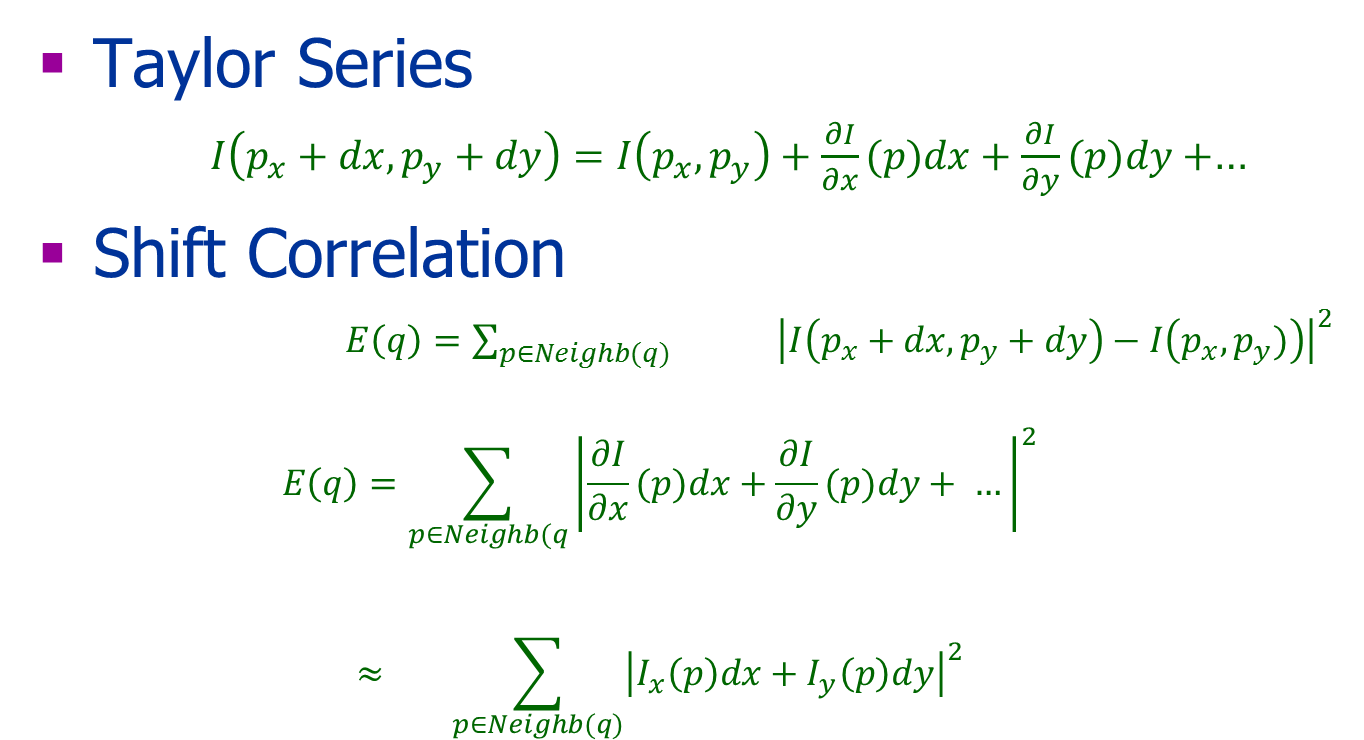 ▪ Taylor Series
I(p_x + dx, p_y + dy) = I(p_x, p_y) + ∂I/∂x (p)dx + ∂I/∂y (p)dy +…
▪ Shift Correlation
E(q) = ∑_{p∈Neighb(q)} |I(p_x + dx, p_y + dy) − I(p_x, p_y))|^2
E(q) = ∑_{p∈Neighb(q} |∂I/∂x (p)dx + ∂I/∂y (p)dy + …|^2
≈ ∑_{p∈Neighb(q)} |I_x(p)dx + I_y(p)dy|^2